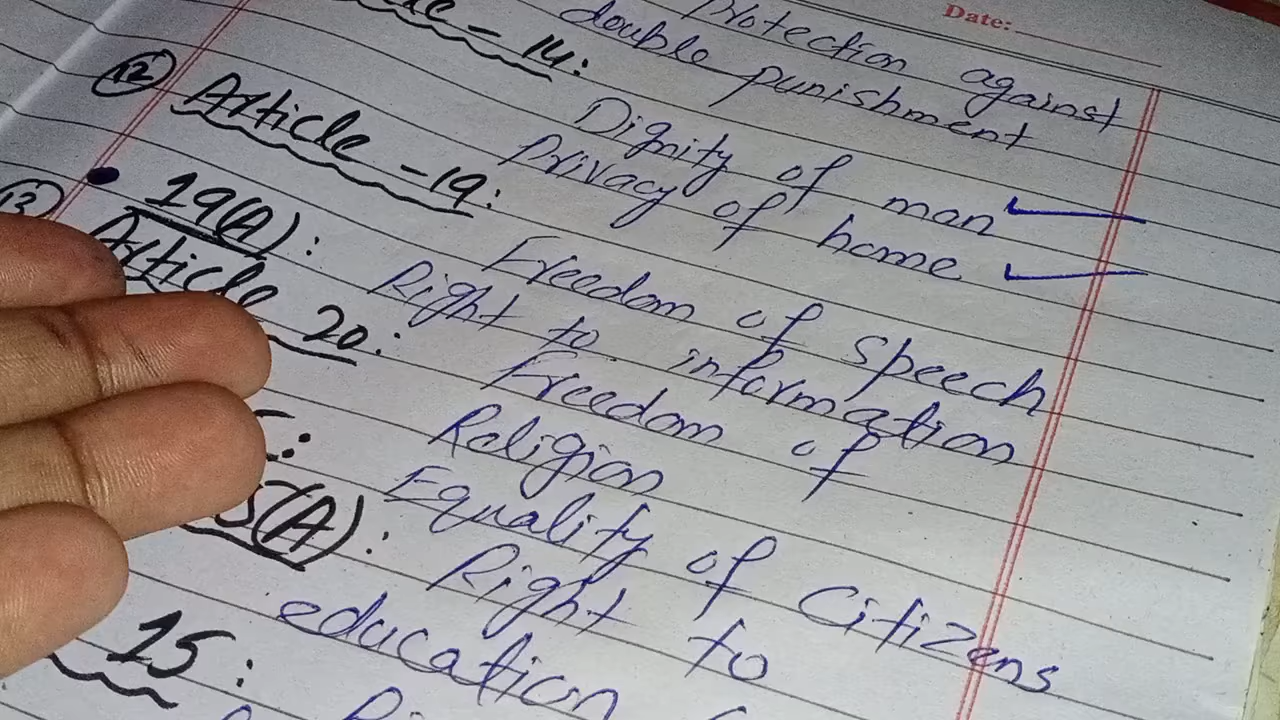 Date:
Protection against
double punishment
- 14:
Dignity of man
Privacy of home
12 Article - 19:
Freedom of speech
19(A):
Right to information
13 Article 20:
Freedom of
Religion
:
Equality of Citizens
5(A):
Right to
education
15: